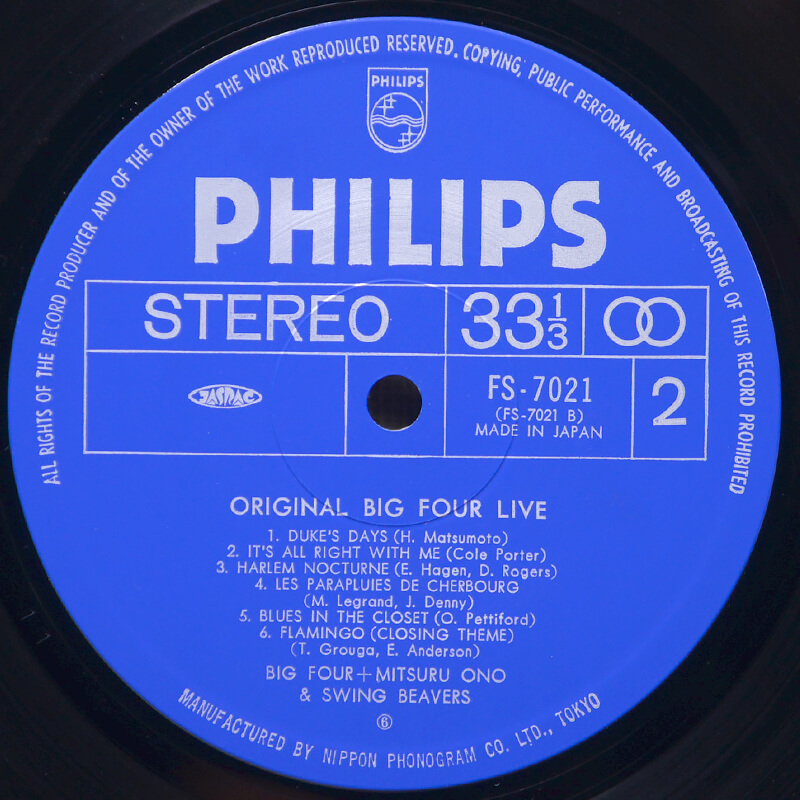 ALL RIGHTS OF THE RECORD PRODUCER AND OF THE OWNER OF THE WORK REPRODUCED RESERVED. COPYING, PUBLIC PERFORMANCE AND BROADCASTING OF THIS RECORD PROHIBITED
PHILIPS
PHILIPS
STEREO
33 1/3
JASRAC
FS-7021
(FS-7021 B)
MADE IN JAPAN
2
ORIGINAL BIG FOUR LIVE
1. DUKE'S DAYS (H. Matsumoto)
2. IT'S ALL RIGHT WITH ME (Cole Porter)
3. HARLEM NOCTURNE (E. Hagen, D. Rogers)
4. LES PARAPLUIES DE CHERBOURG
(M. Legrand, J. Denny)
5. BLUES IN THE CLOSET (O. Pettiford)
6. FLAMINGO (CLOSING THEME)
(T. Grouga, E. Anderson)
BIG FOUR+MITSURU ONO
& SWING BEAVERS
⑥
MANUFACTURED BY NIPPON PHONOGRAM CO. LTD., TOKYO